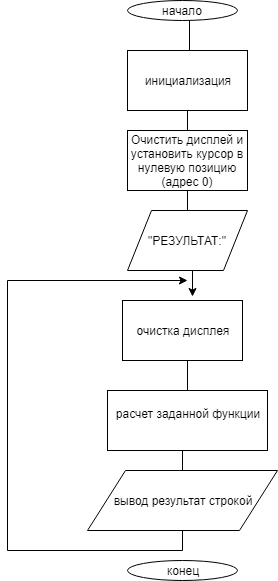 начало
инициализация
Очистить дисплей и
установить курсор в
нулевую позицию
(адрес 0)
"РЕЗУЛЬТАТ:"
очистка дисплея
расчет заданной функции
вывод результат строкой
конец